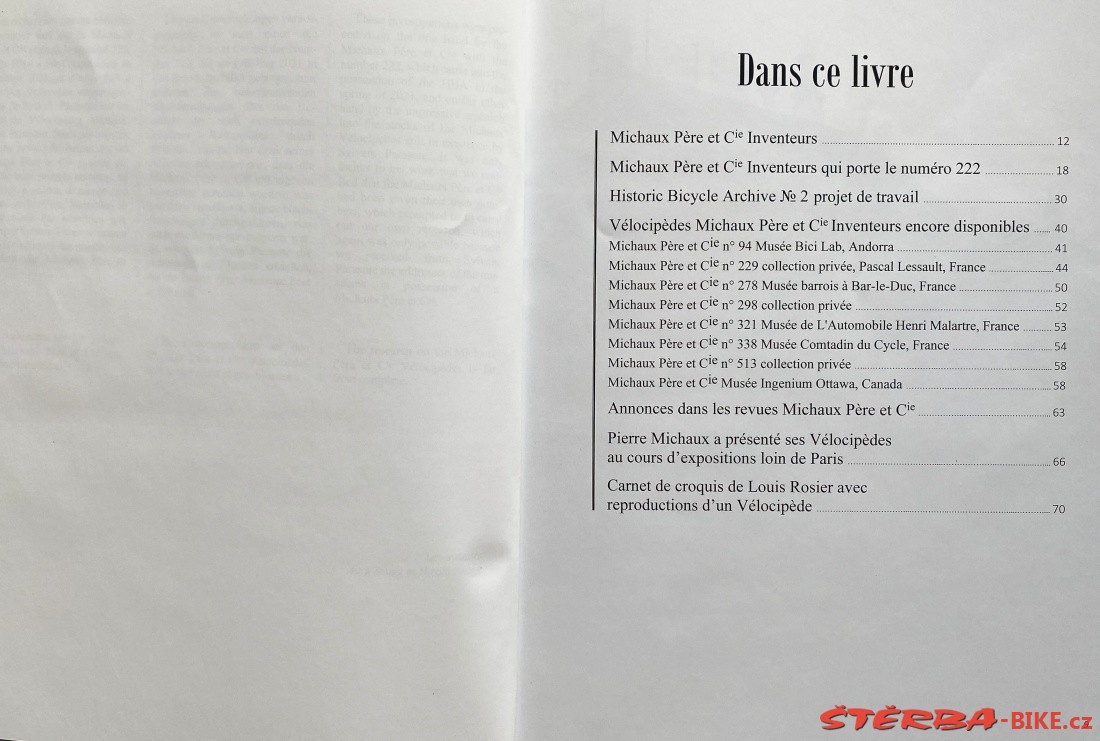 Dans ce livre
Michaux Père et Cie Inventeurs 12
Michaux Père et Cie Inventeurs qui porte le numéro 222 18
Historic Bicycle Archive № 2 projet de travail 30
Vélocipèdes Michaux Père et Cie Inventeurs encore disponibles 40
Michaux Père et Cie n° 94 Musée Bici Lab, Andorra 41
Michaux Père et Cie n° 229 collection privée, Pascal Lessault, France 44
Michaux Père et Cie n° 278 Musée barrois à Bar-le-Duc, France 50
Michaux Père et Cie n° 298 collection privée 52
Michaux Père et Cie n° 321 Musée de L'Automobile Henri Malartre, France 53
Michaux Père et Cie n° 338 Musée Comtadin du Cycle, France 54
Michaux Père et Cie n° 513 collection privée 58
Michaux Père et Cie Musée Ingenium Ottawa, Canada 58
Annonces dans les revues Michaux Père et Cie 63
Pierre Michaux a présenté ses Vélocipèdes
au cours d’expositions loin de Paris 66
Carnet de croquis de Louis Rosier avec
reproductions d’un Vélocipède 70
ŠTĚRBA-BIKE.cz